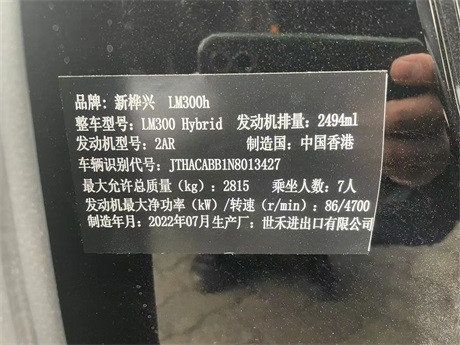 品牌: 新桦兴 LM300h
整车型号: LM300 Hybrid 发动机排量: 2494ml
发动机型号: 2AR 制造国: 中国香港
车辆识别代号: JTHACABB1N8013427
最大允许总质量 (kg): 2815 乘坐人数: 7人
发动机最大净功率 (kW) /转速 (r/min): 86/4700
制造年月: 2022年07月生产厂: 世禾进出口有限公司